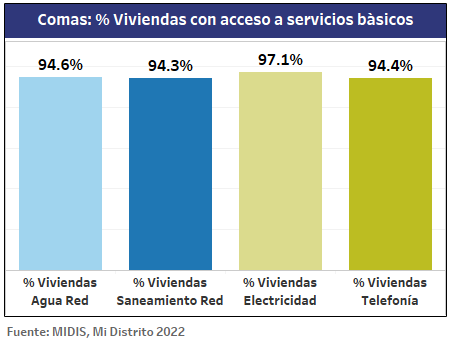 Comas: % Viviendas con acceso a servicios bàsicos
94.6%
94.3%
97.1%
94.4%
% Viviendas Agua Red
% Viviendas Saneamiento Red
% Viviendas Electricidad
% Viviendas Telefonía
Fuente: MIDIS, Mi Distrito 2022